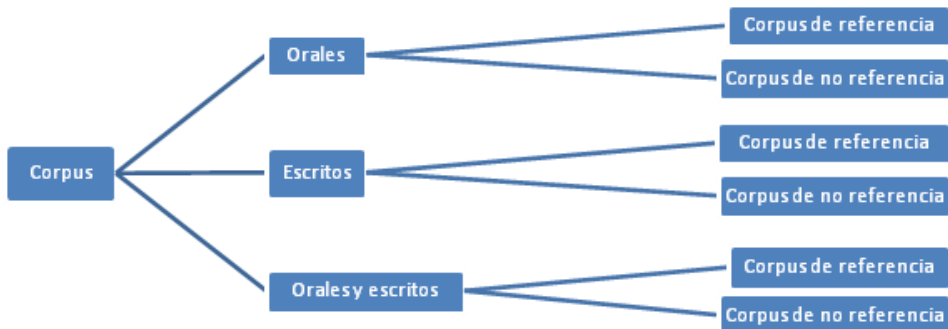 Corpus
Orales
Corpus de referencia
Corpus de no referencia
Escritos
Corpus de referencia
Corpus de no referencia
Orales y escritos
Corpus de referencia
Corpus de no referencia